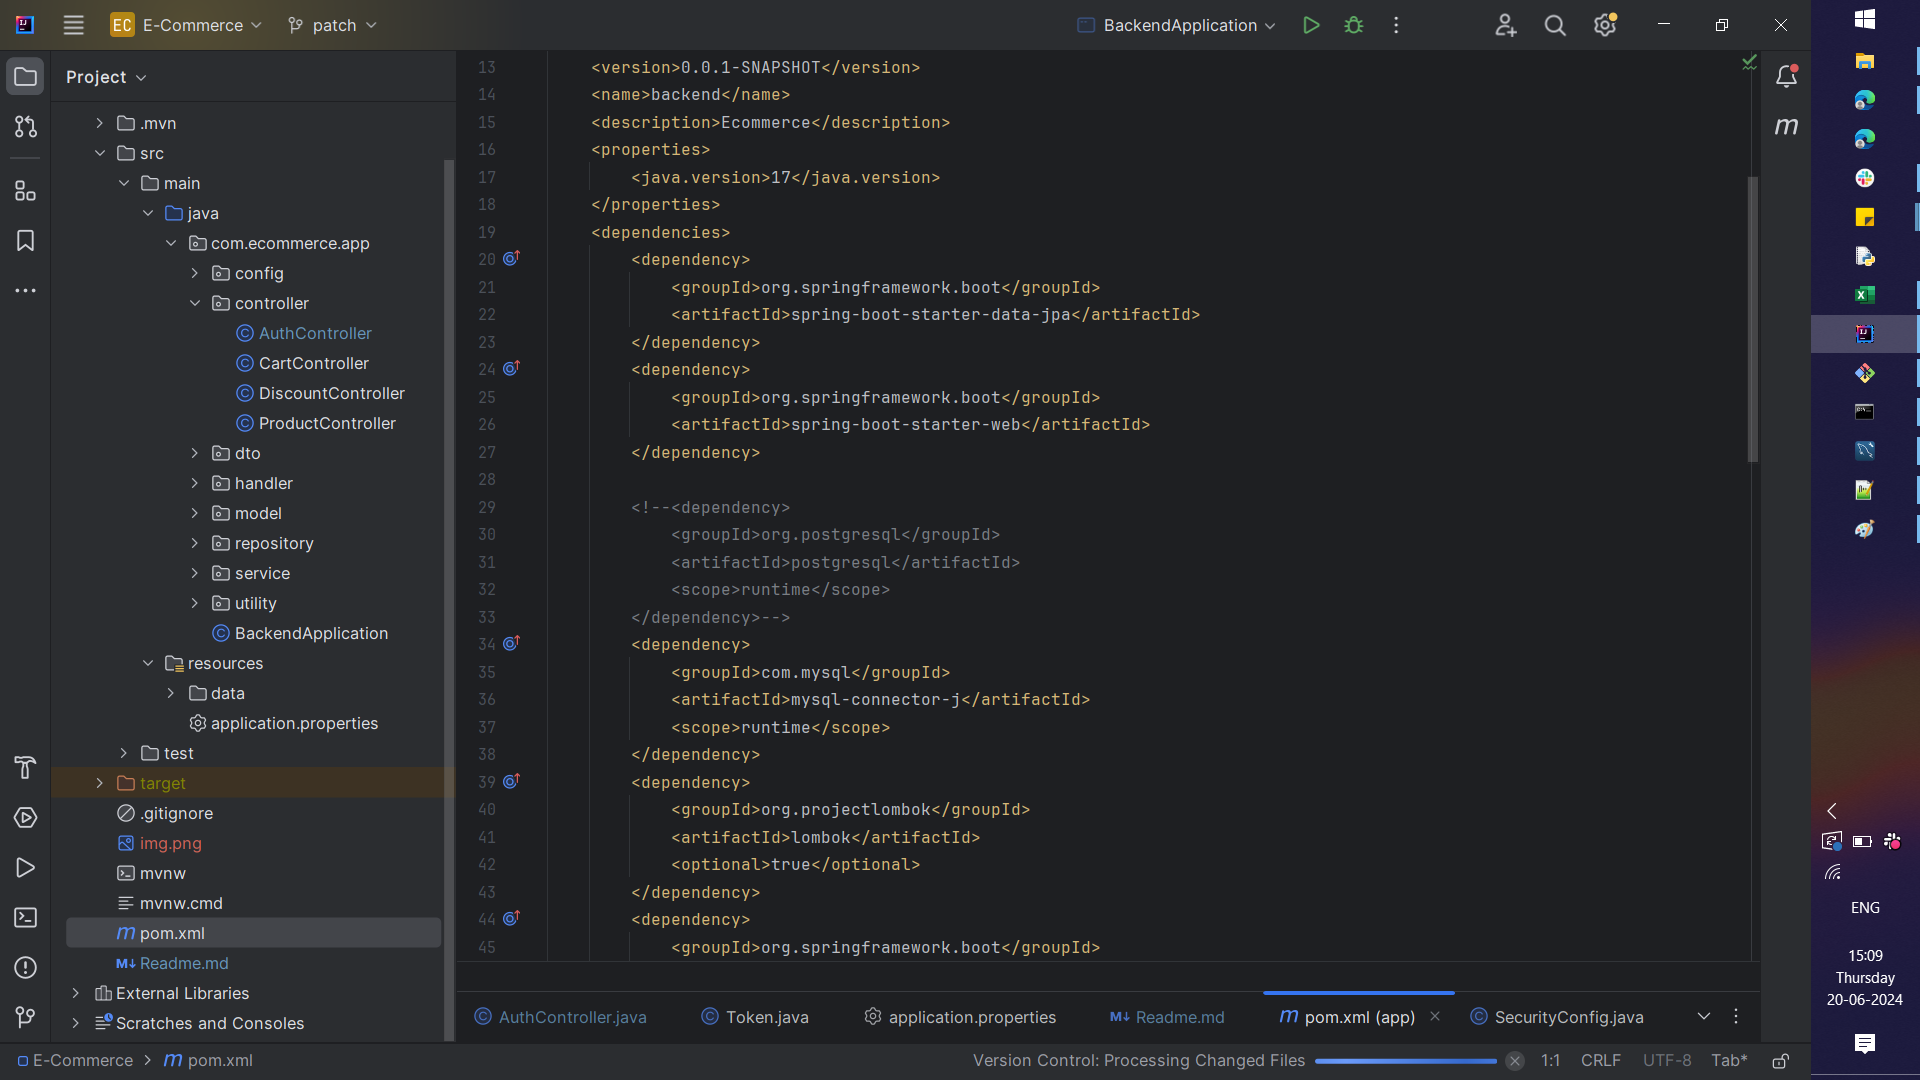 EC E-Commerce
patch
BackendApplication
Project
.mvn
src
main
java
com.ecommerce.app
config
controller
AuthController
CartController
DiscountController
ProductController
dto
handler
model
repository
service
utility
BackendApplication
resources
data
application.properties
test
target
.gitignore
img.png
mvnw
mvnw.cmd
pom.xml
Readme.md
External Libraries
Scratches and Consoles
13 <version>0.0.1-SNAPSHOT</version>
14 <name>backend</name>
15 <description>Ecommerce</description>
16 <properties>
17 <java.version>17</java.version>
18 </properties>
19 <dependencies>
20 <dependency>
21 <groupId>org.springframework.boot</groupId>
22 <artifactId>spring-boot-starter-data-jpa</artifactId>
23 </dependency>
24 <dependency>
25 <groupId>org.springframework.boot</groupId>
26 <artifactId>spring-boot-starter-web</artifactId>
27 </dependency>
28
29 <!--<dependency>
30 <groupId>org.postgresql</groupId>
31 <artifactId>postgresql</artifactId>
32 <scope>runtime</scope>
33 </dependency>-->
34 <dependency>
35 <groupId>com.mysql</groupId>
36 <artifactId>mysql-connector-j</artifactId>
37 <scope>runtime</scope>
38 </dependency>
39 <dependency>
40 <groupId>org.projectlombok</groupId>
41 <artifactId>lombok</artifactId>
42 <optional>true</optional>
43 </dependency>
44 <dependency>
45 <groupId>org.springframework.boot</groupId>
AuthController.java
Token.java
application.properties
Readme.md
pom.xml (app)
SecurityConfig.java
E-Commerce > pom.xml
Version Control: Processing Changed Files
1:1
CRLF
UTF-8
Tab*
ENG
15:09
Thursday
20-06-2024